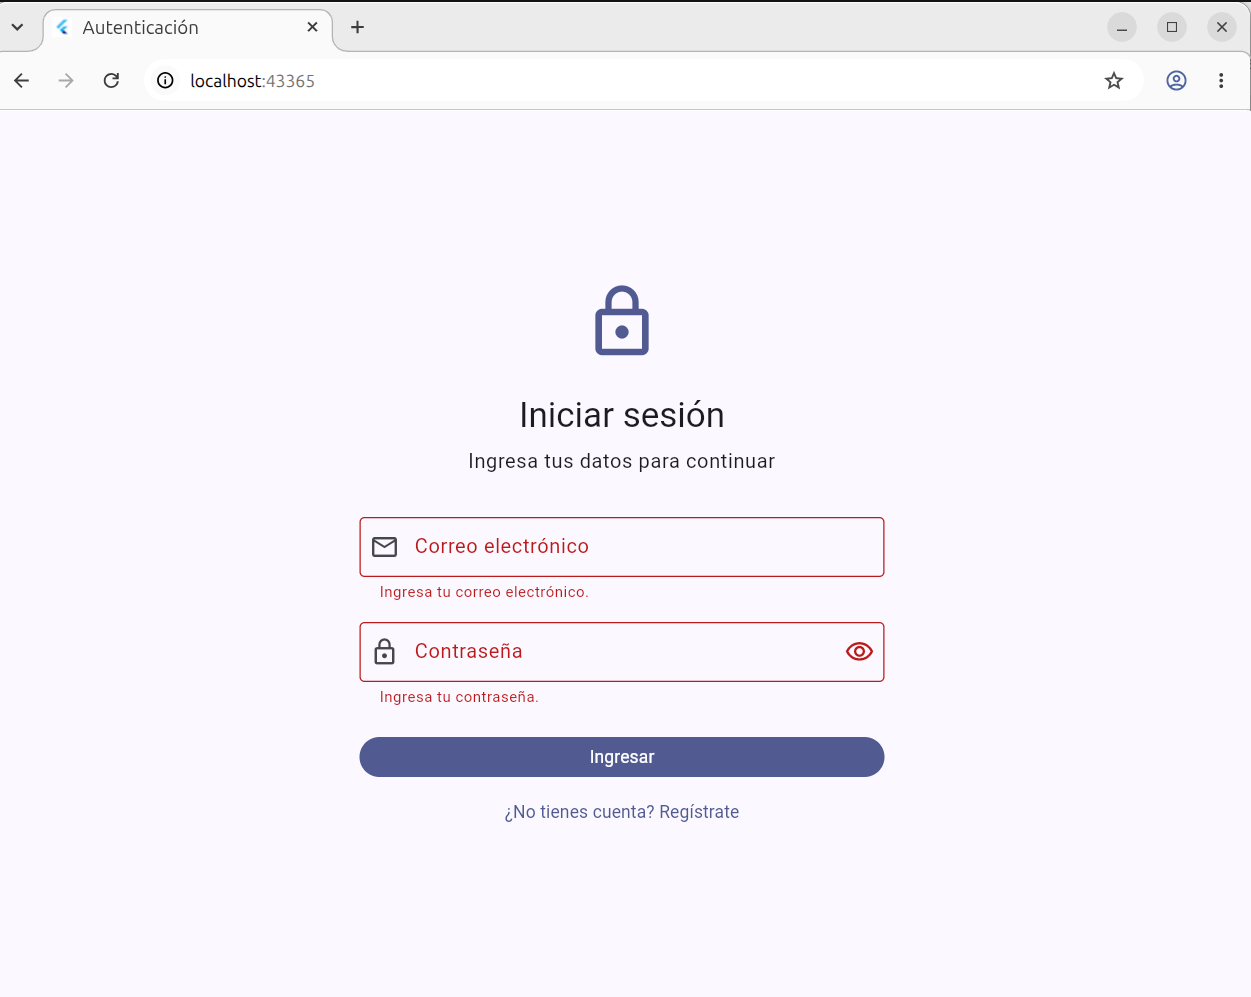 Autenticación
localhost:43365
Iniciar sesión
Ingresa tus datos para continuar
Correo electrónico
Ingresa tu correo electrónico.
Contraseña
Ingresa tu contraseña.
Ingresar
¿No tienes cuenta? Regístrate